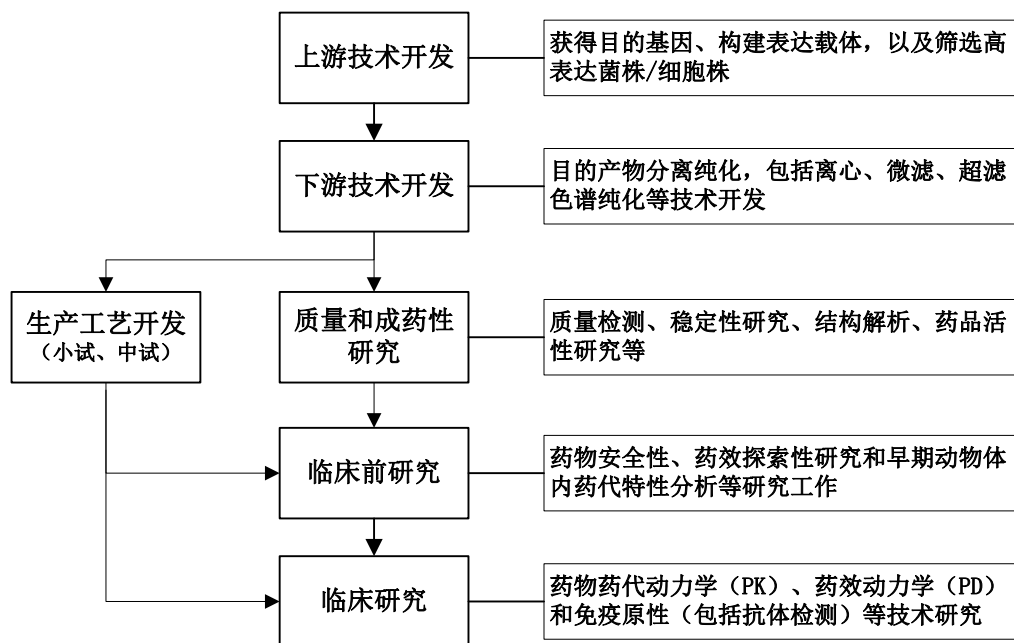 上游技术开发
获得目的基因、构建表达载体，以及筛选高
表达菌株/细胞株
下游技术开发
目的产物分离纯化，包括离心、微滤、超滤
色谱纯化等技术开发
生产工艺开发
（小试、中试）
质量和成药性
研究
质量检测、稳定性研究、结构解析、药品活
性研究等
临床前研究
药物安全性、药效探索性研究和早期动物体
内药代特性分析等研究工作
临床研究
药物药代动力学（PK）、药效动力学（PD）
和免疫原性（包括抗体检测）等技术研究